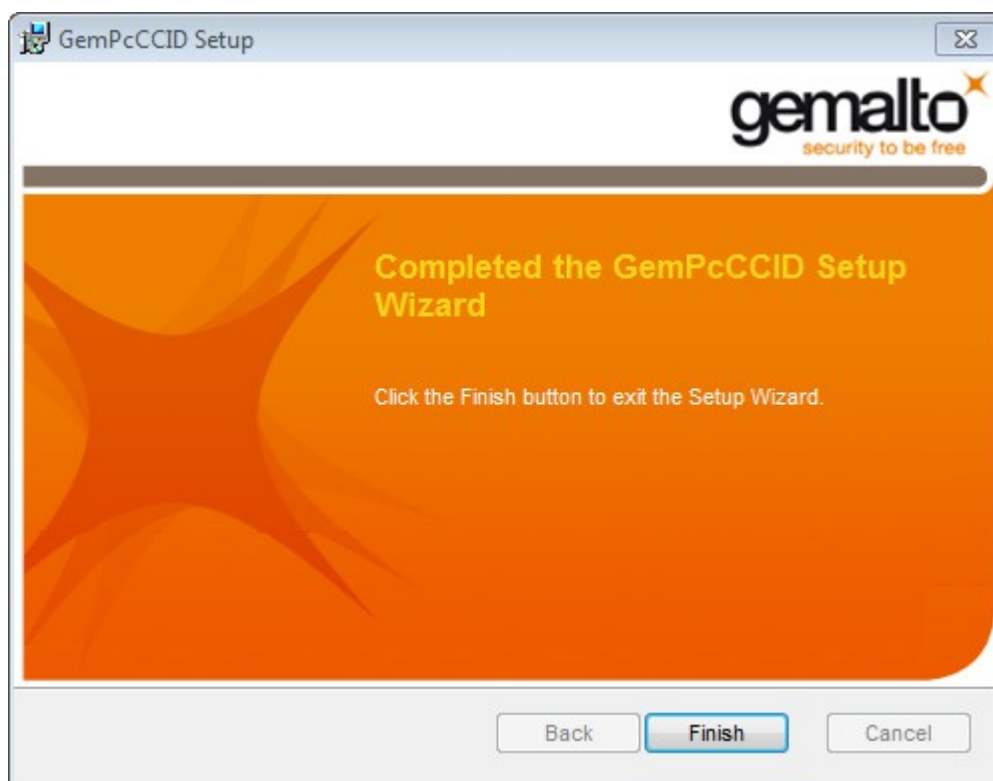 GemPcCCID Setup
gemalto
security to be free
Completed the GemPcCCID Setup
Wizard
Click the Finish button to exit the Setup Wizard.
Back
Finish
Cancel